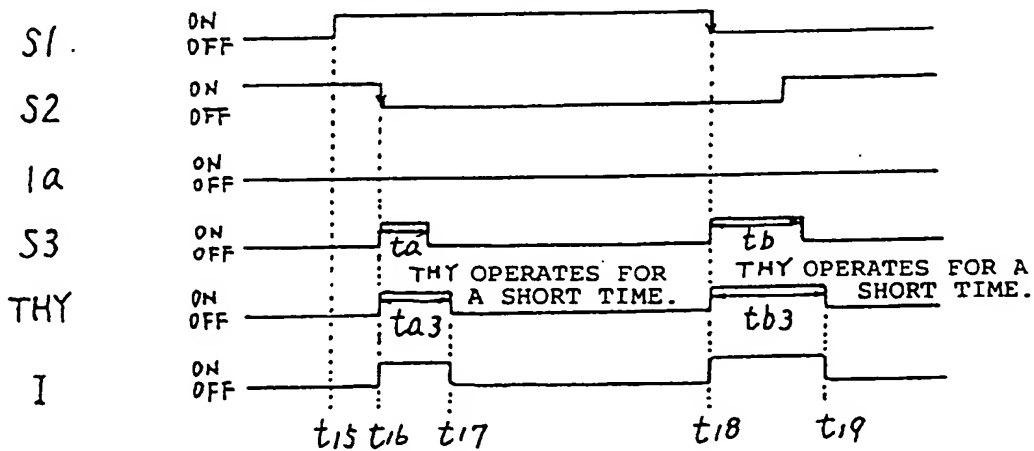 S1.
ON
OFF
S2
ON
OFF
1a
ON
OFF
S3
ON
OFF
ta
tb
THY OPERATES FOR
A SHORT TIME.
THY OPERATES FOR A
SHORT TIME.
THY
ON
OFF
ta3
tb3
I
ON
OFF
t15 t16 t17 t18 t19